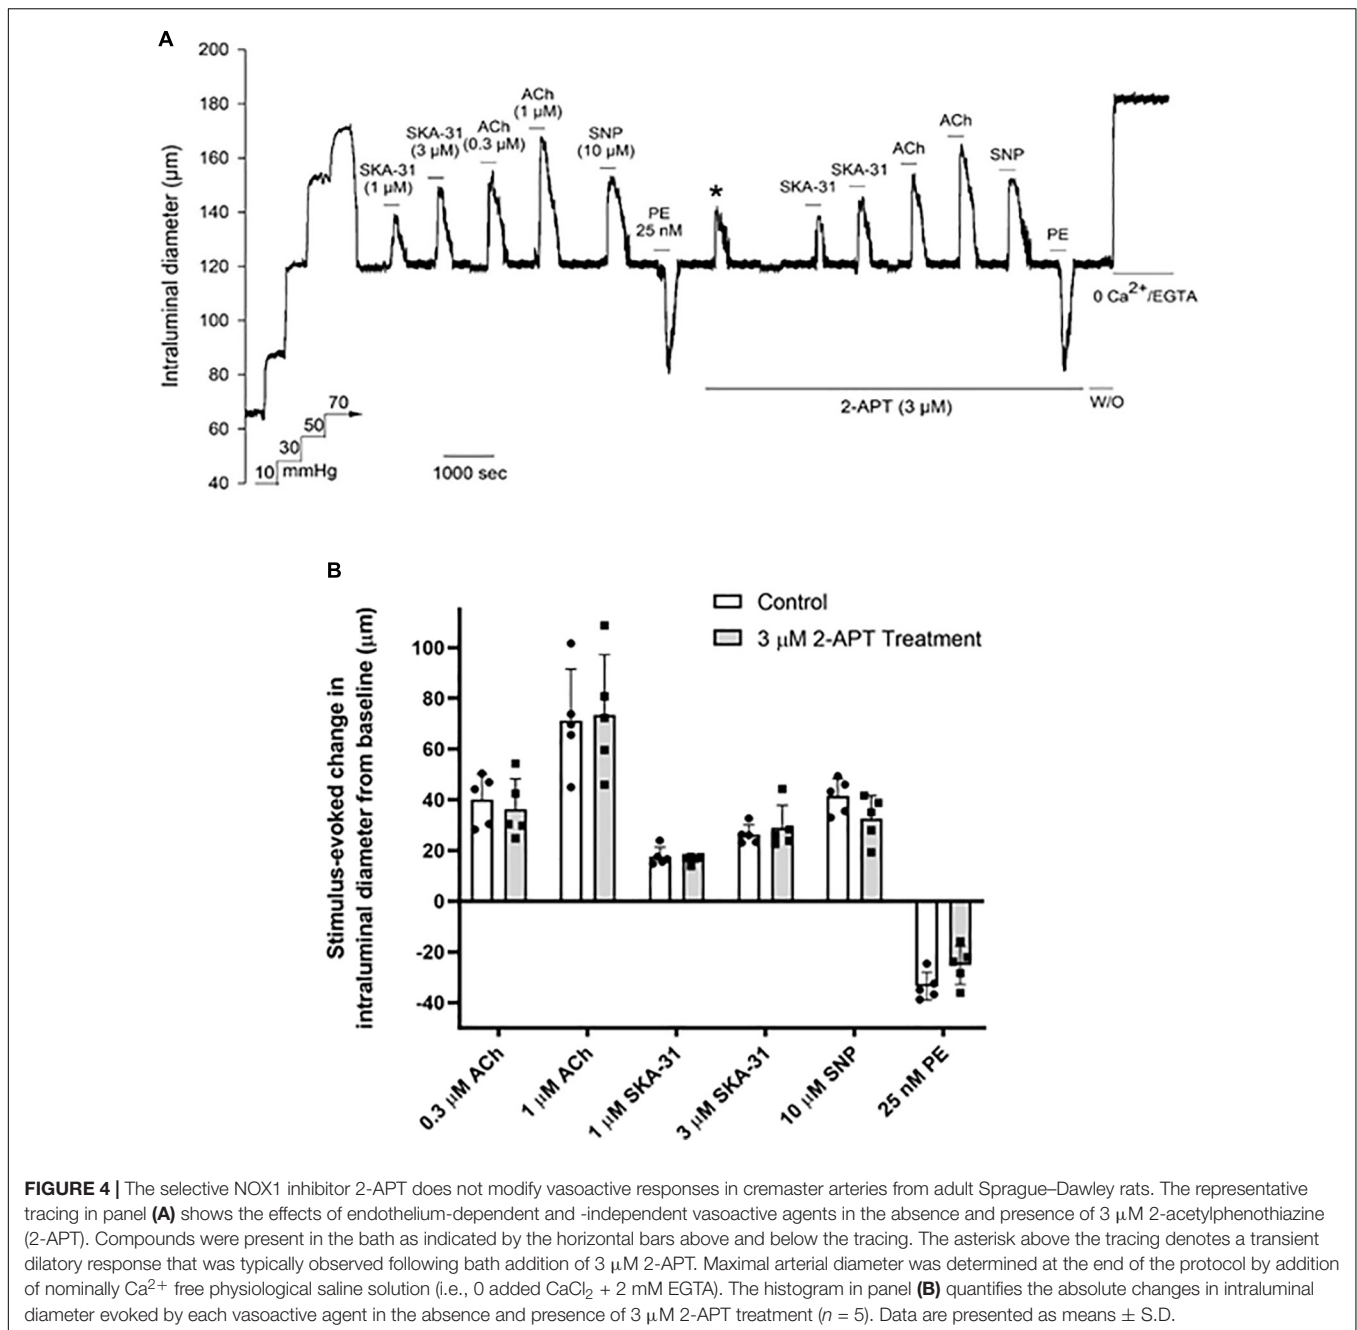 A
200
180
160
140
120
100
80
60
40
Intraluminal diameter (μm)
10
30
50
70
mmHg
SKA-31
(1 μM)
SKA-31
(3 μM)
ACh
(0.3 μM)
ACh
(1 μM)
SNP
(10 μM)
PE
25 nM
*
SKA-31
SKA-31
ACh
ACh
SNP
PE
0 Ca²⁺/EGTA
2-APT (3 μM)
W/O
1000 sec
B
Control
3 μM 2-APT Treatment
Stimulus-evoked change in
intraluminal diameter from baseline (μm)
100
80
60
40
20
0
-20
-40
0.3 μM ACh
1 μM ACh
1 μM SKA-31
3 μM SKA-31
10 μM SNP
25 nM PE
FIGURE 4 | The selective NOX1 inhibitor 2-APT does not modify vasoactive responses in cremaster arteries from adult Sprague–Dawley rats. The representative
tracing in panel (A) shows the effects of endothelium-dependent and -independent vasoactive agents in the absence and presence of 3 μM 2-acetylphenothiazine
(2-APT). Compounds were present in the bath as indicated by the horizontal bars above and below the tracing. The asterisk above the tracing denotes a transient
dilatory response that was typically observed following bath addition of 3 μM 2-APT. Maximal arterial diameter was determined at the end of the protocol by addition
of nominally Ca²⁺ free physiological saline solution (i.e., 0 added CaCl₂ + 2 mM EGTA). The histogram in panel (B) quantifies the absolute changes in intraluminal
diameter evoked by each vasoactive agent in the absence and presence of 3 μM 2-APT treatment (n = 5). Data are presented as means ± S.D.